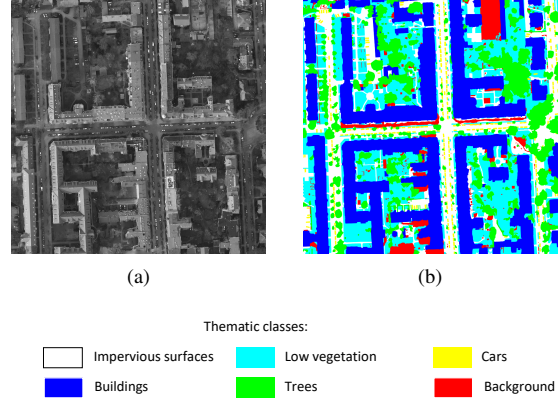 (a) (b)
Thematic classes:
Impervious surfaces Low vegetation Cars
Buildings Trees Background